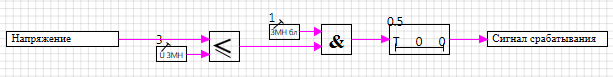 1
0.5
Напряжение
3
U ЗМН
≤
ЗМН бл
&
T 0 0
Сигнал срабатывания